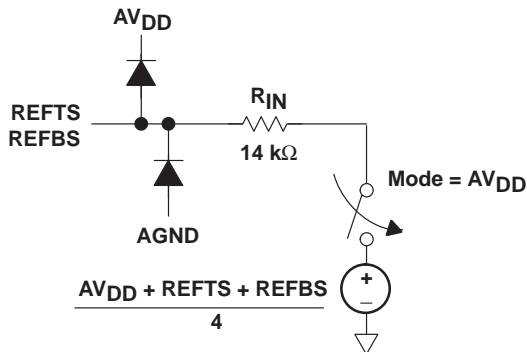 AVDD
REFTS
REFBS
RIN
14 kΩ
Mode = AVDD
AGND
AVDD + REFTS + REFBS
4
+
−